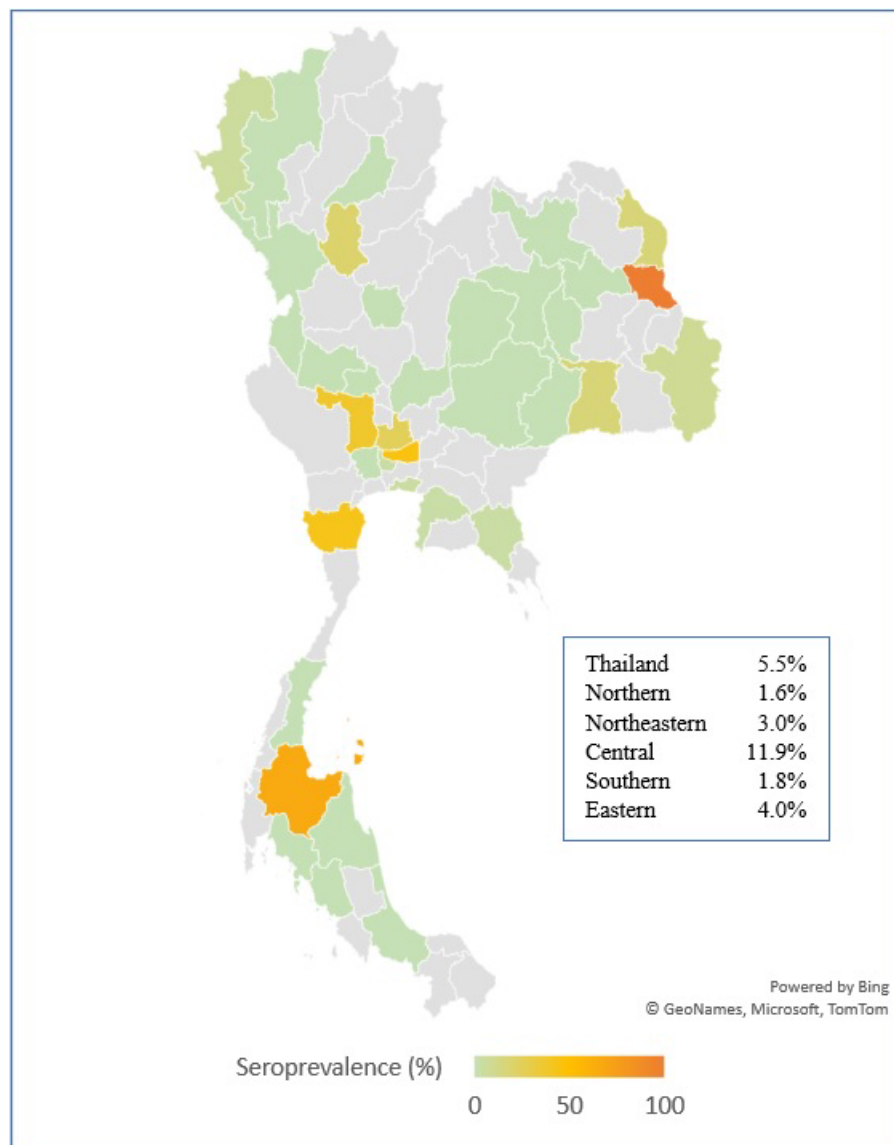 Thailand 5.5%
Northern 1.6%
Northeastern 3.0%
Central 11.9%
Southern 1.8%
Eastern 4.0%
Powered by Bing
© GeoNames, Microsoft, TomTom
Seroprevalence (%)
0 50 100